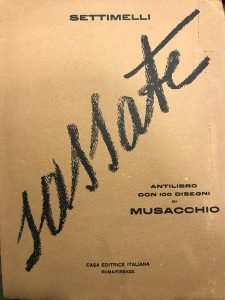 SETTIMELLI
sassate
ANTILIBRO
CON 100 DISEGNI
DI
MUSACCHIO
CASA EDITRICE ITALIANA
ROMA/FIRENZE